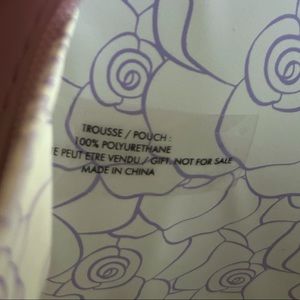 TROUSSE / POUCH :
100% POLYURETHANE
PEUT ETRE VENDU. / GIFT. NOT FOR SALE
MADE IN CHINA